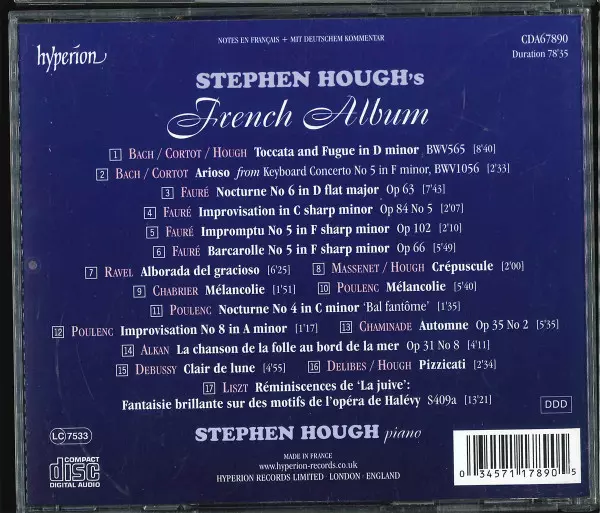 NOTES EN FRANÇAIS + MIT DEUTSCHEM KOMMENTAR
CDA67890
Duration 78'35
hyperion
STEPHEN HOUGH's
French Album
1 BACH / CORTOT / HOUGH Toccata and Fugue in D minor BWV565 [8'40]
2 BACH / CORTOT Arioso from Keyboard Concerto No 5 in F minor, BWV1056 [2'33]
3 FAURÉ Nocturne No 6 in D flat major Op 63 [7'43]
4 FAURÉ Improvisation in C sharp minor Op 84 No 5 [2'07]
5 FAURÉ Impromptu No 5 in F sharp minor Op 102 [2'10]
6 FAURÉ Barcarolle No 5 in F sharp minor Op 66 [5'49]
7 RAVEL Alborada del gracioso [6'25] 8 MASSENET / HOUGH Crépuscule [2'00]
9 CHABRIER Mélancolie [1'51] 10 POULENC Mélancolie [5'40]
11 POULENC Nocturne No 4 in C minor 'Bal fantôme' [1'35]
12 POULENC Improvisation No 8 in A minor [1'17] 13 CHAMINADE Automne Op 35 No 2 [5'35]
14 ALKAN La chanson de la folle au bord de la mer Op 31 No 8 [4'11]
15 DEBUSSY Clair de lune [4'55] 16 DELIBES / HOUGH Pizzicati [2'34]
17 LISZT Réminiscences de 'La juive':
Fantaisie brillante sur des motifs de l'opéra de Halévy S409a [13'21]
DDD
LC 7533
STEPHEN HOUGH piano
COMPACT
disc
DIGITAL AUDIO
MADE IN FRANCE
www.hyperion-records.co.uk
HYPERION RECORDS LIMITED · LONDON · ENGLAND
0 34571 17890 5